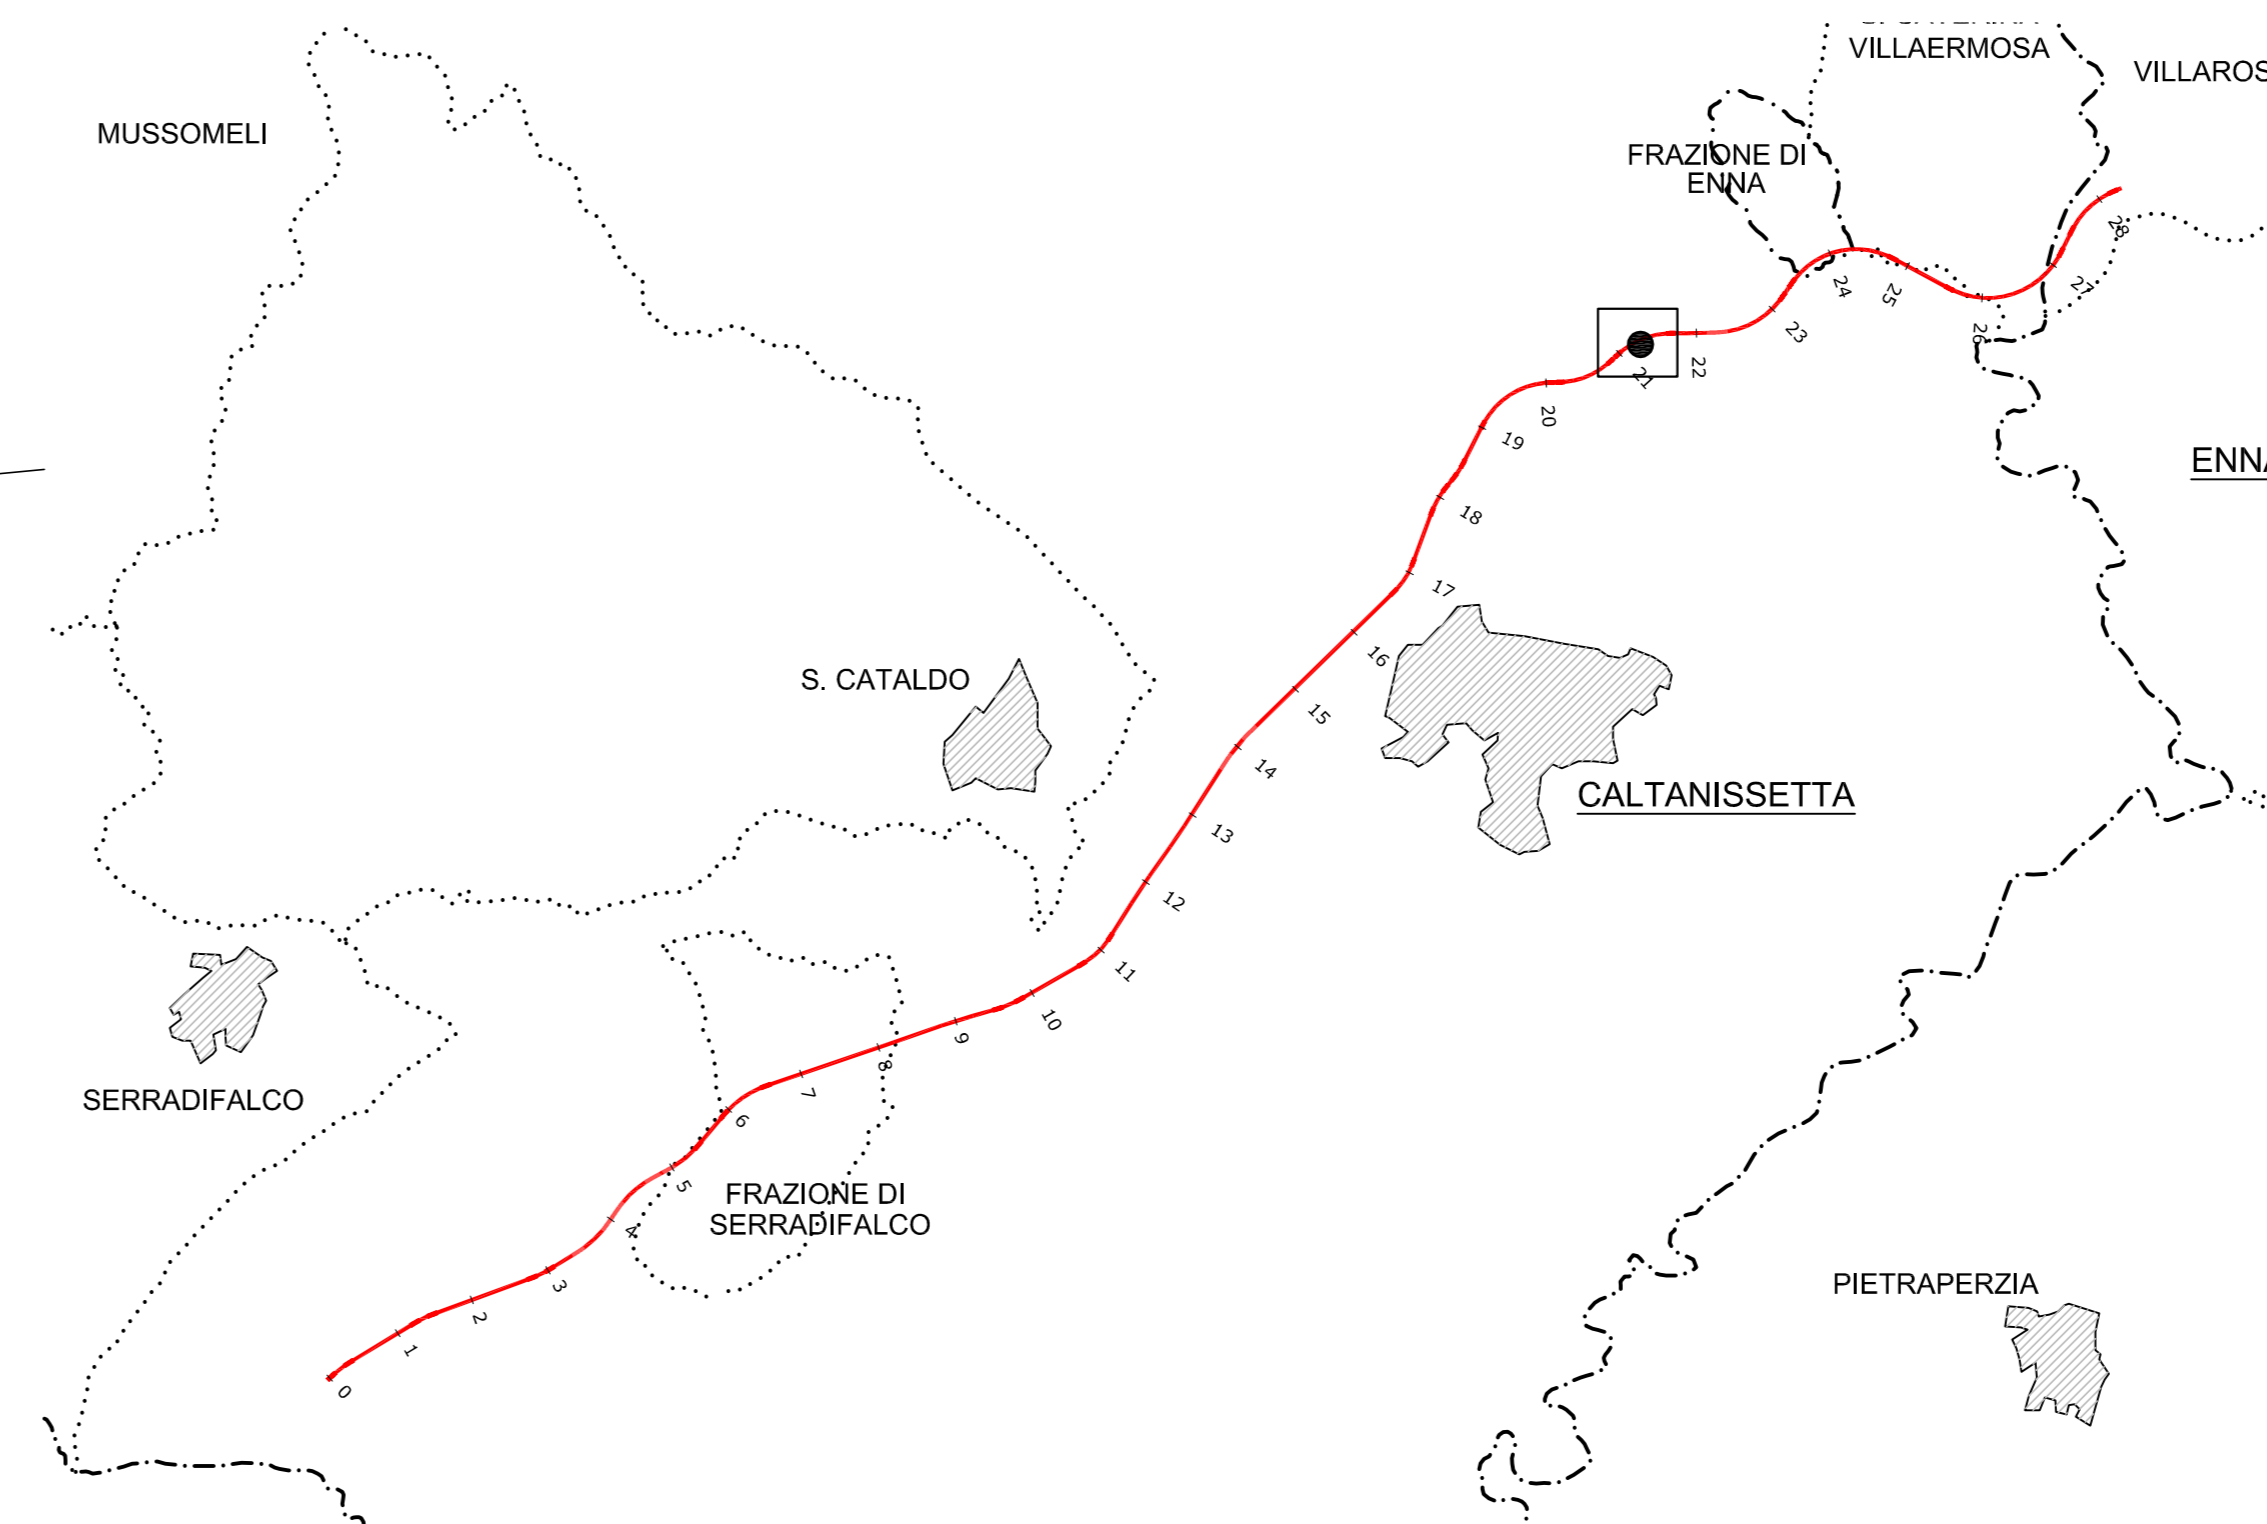 VILLAERMOSA
MUSSOMELI
FRAZIONE DI
ENNA
28
27
24
25
26
23
22
21
20
19
18
17
16
S. CATALDO
15
14
CALTANISSETTA
13
12
11
10
9
8
7
SERRADIFALCO
6
5
FRAZIONE DI
SERRADIFALCO
4
3
PIETRAPERZIA
2
1
0